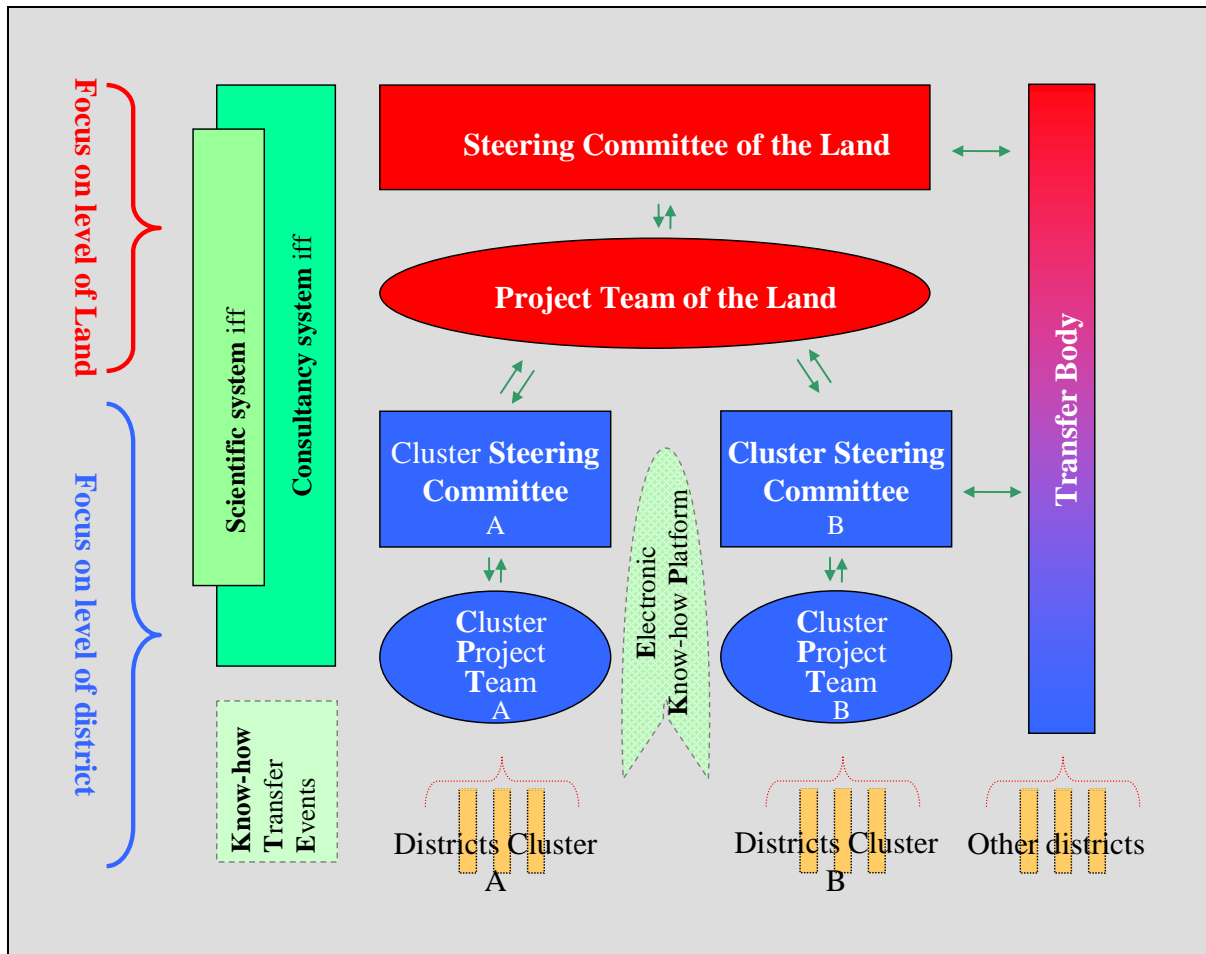 Focus on level of Land
Focus on level of district
Scientific system iff
Consultancy system iff
Know-how
Transfer
Events
Steering Committee of the Land
Project Team of the Land
Cluster Steering
Committee
A
Cluster Steering
Committee
B
Electronic
Know-how Platform
Cluster
Project
Team
A
Cluster
Project
Team
B
Transfer Body
Districts Cluster
A
Districts Cluster
B
Other districts